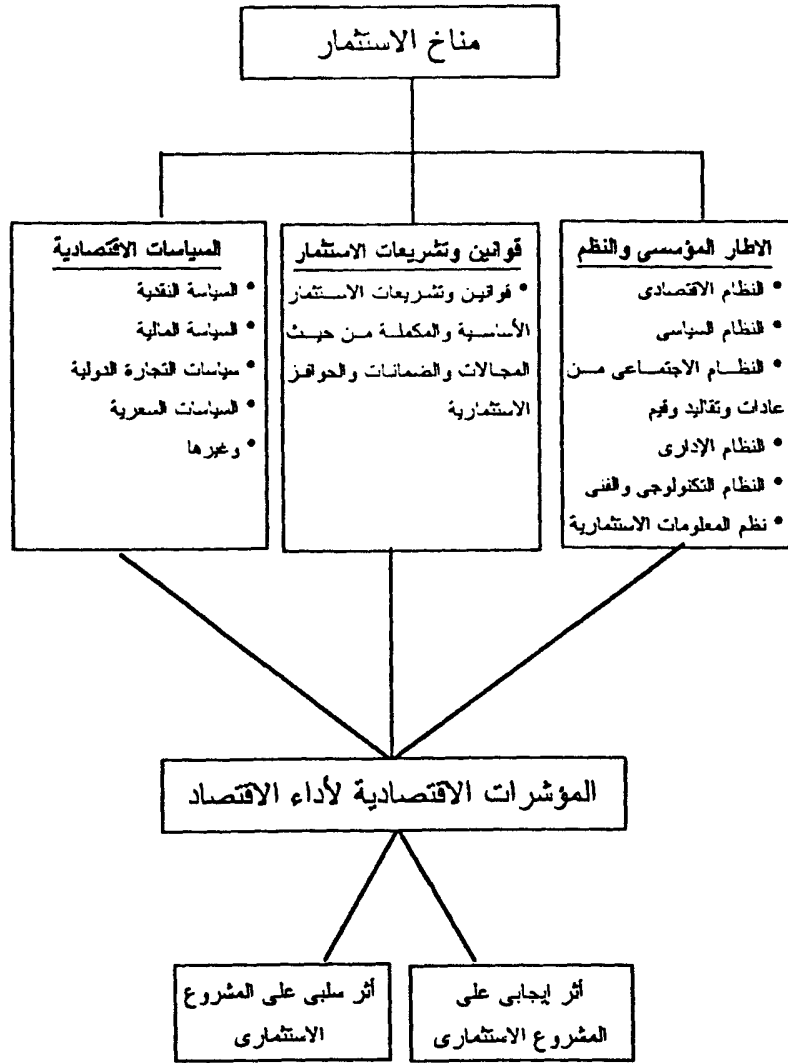 مناخ الاستثمار
الاطار المؤسسى والنظم
• النظام الاقتصادى
• النظام السياسى
• النظام الاجتماعى من
عادات وتقاليد وقيم
• النظام الإدارى
• النظام التكنولوجى والفنى
• نظم المعلومات الاستثمارية
قوانين وتشريعات الاستثمار
• قوانين وتشريعات الاستثمار
الأساسية والمكملة من حيث
المجالات والضمانات والحوافز
الاستثمارية
السياسات الاقتصادية
• السياسة النقدية
• السياسة المالية
• سياسات التجارة الدولية
• السياسات السعرية
• وغيرها
المؤشرات الاقتصادية لأداء الاقتصاد
أثر إيجابى على
المشروع الاستثمارى
أثر سلبى على المشروع
الاستثمارى